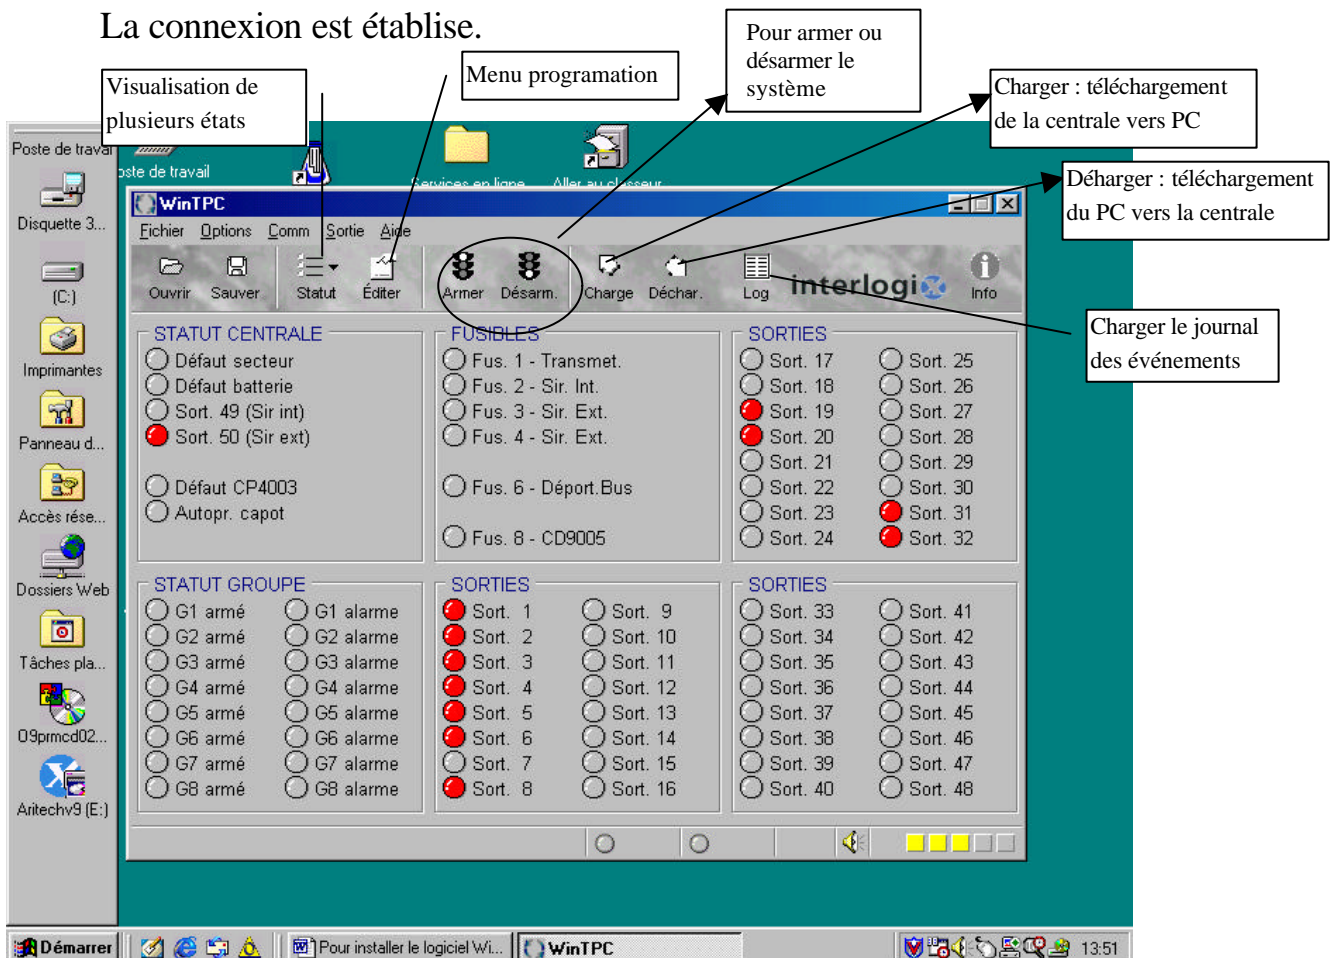 La connexion est établise.
Pour armer ou
désarmer le
système
Visualisation de
plusieurs états
Menu programation
Charger : téléchargement
de la centrale vers PC
Déharger : téléchargement
du PC vers la centrale
Charger le journal
des événements
Poste de travail
Disquette 3...
(C:)
Imprimantes
Panneau d...
Accès rése...
Dossiers Web
Tâches pla...
09prmcd02...
Aritechv9 (E:)
oste de travail
Services en ligne
Aller au classeur
WinTPC
Fichier Options Comm Sortie Aide
Ouvrir Sauver Statut Éditer Armer Désarm. Charge Déchar. Log interlogix Info
STATUT CENTRALE
Défaut secteur
Défaut batterie
Sort. 49 (Sir int)
Sort. 50 (Sir ext)
Défaut CP4003
Autopr. capot
FUSIBLES
Fus. 1 - Transmet.
Fus. 2 - Sir. Int.
Fus. 3 - Sir. Ext.
Fus. 4 - Sir. Ext.
Fus. 6 - Déport.Bus
Fus. 8 - CD9005
SORTIES
Sort. 17 Sort. 25
Sort. 18 Sort. 26
Sort. 19 Sort. 27
Sort. 20 Sort. 28
Sort. 21 Sort. 29
Sort. 22 Sort. 30
Sort. 23 Sort. 31
Sort. 24 Sort. 32
STATUT GROUPE
G1 armé G1 alarme
G2 armé G2 alarme
G3 armé G3 alarme
G4 armé G4 alarme
G5 armé G5 alarme
G6 armé G6 alarme
G7 armé G7 alarme
G8 armé G8 alarme
SORTIES
Sort. 1 Sort. 9
Sort. 2 Sort. 10
Sort. 3 Sort. 11
Sort. 4 Sort. 12
Sort. 5 Sort. 13
Sort. 6 Sort. 14
Sort. 7 Sort. 15
Sort. 8 Sort. 16
SORTIES
Sort. 33 Sort. 41
Sort. 34 Sort. 42
Sort. 35 Sort. 43
Sort. 36 Sort. 44
Sort. 37 Sort. 45
Sort. 38 Sort. 46
Sort. 39 Sort. 47
Sort. 40 Sort. 48
Démarrer Pour installer le logiciel Wi... WinTPC 13:51